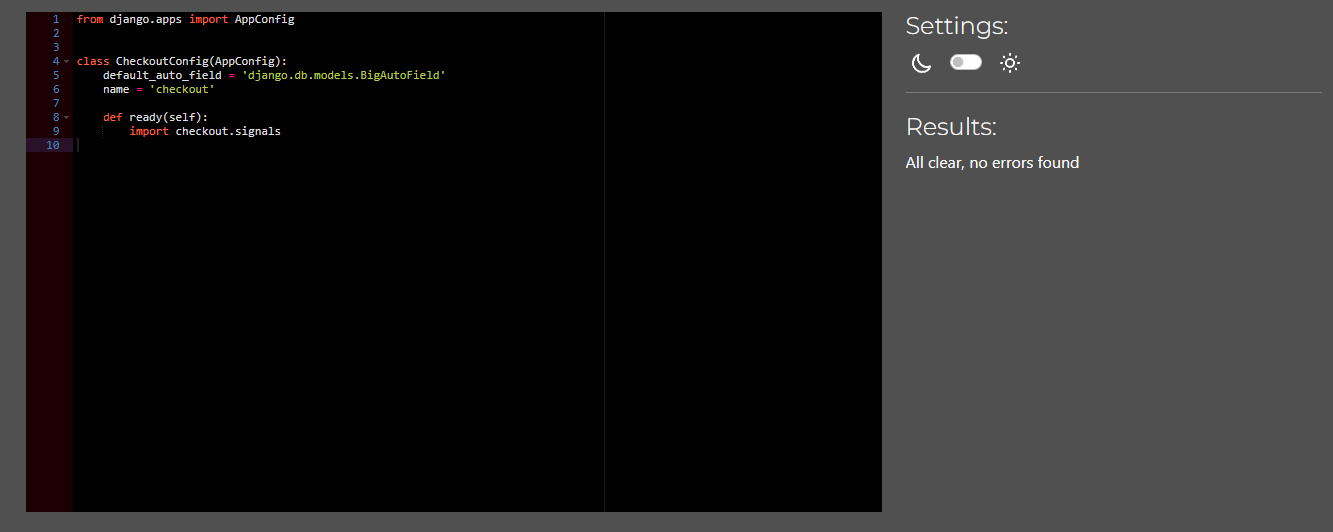 1 from django.apps import AppConfig
2
3
4 class CheckoutConfig(AppConfig):
5     default_auto_field = 'django.db.models.BigAutoField'
6     name = 'checkout'
7
8     def ready(self):
9         import checkout.signals
10
Settings:
Results:
All clear, no errors found